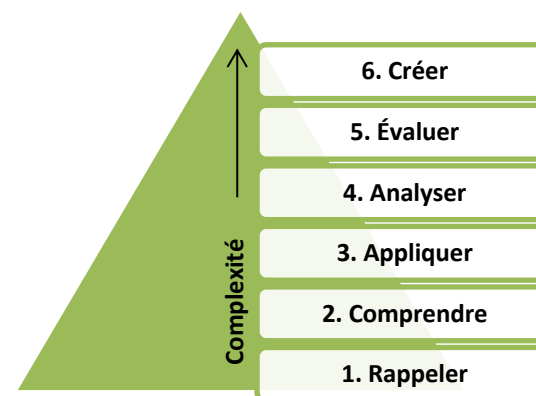 6. Créer
5. Évaluer
4. Analyser
3. Appliquer
2. Comprendre
1. Rappeler
Complexité